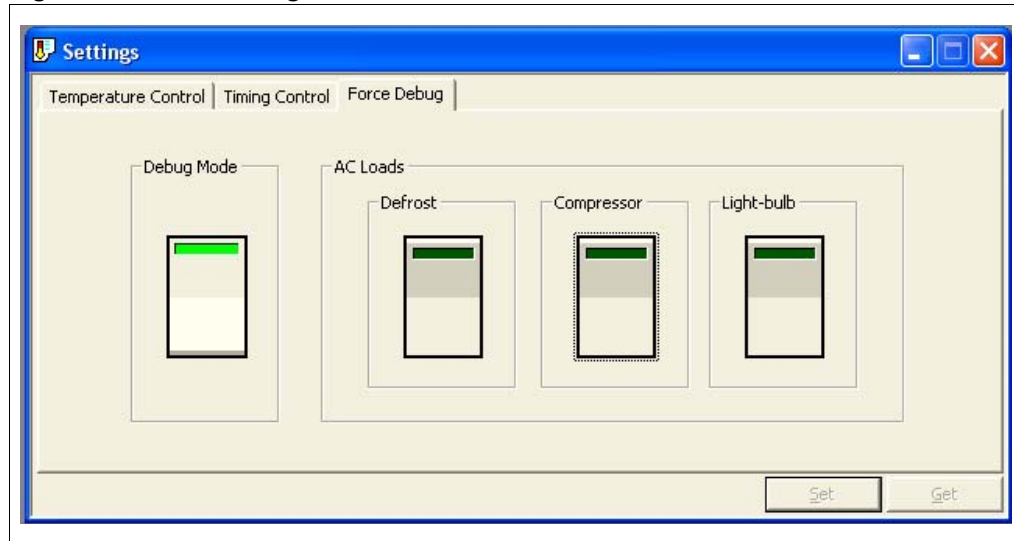 Settings
Temperature Control Timing Control Force Debug
Debug Mode AC Loads
Defrost Compressor Light-bulb
Set Get